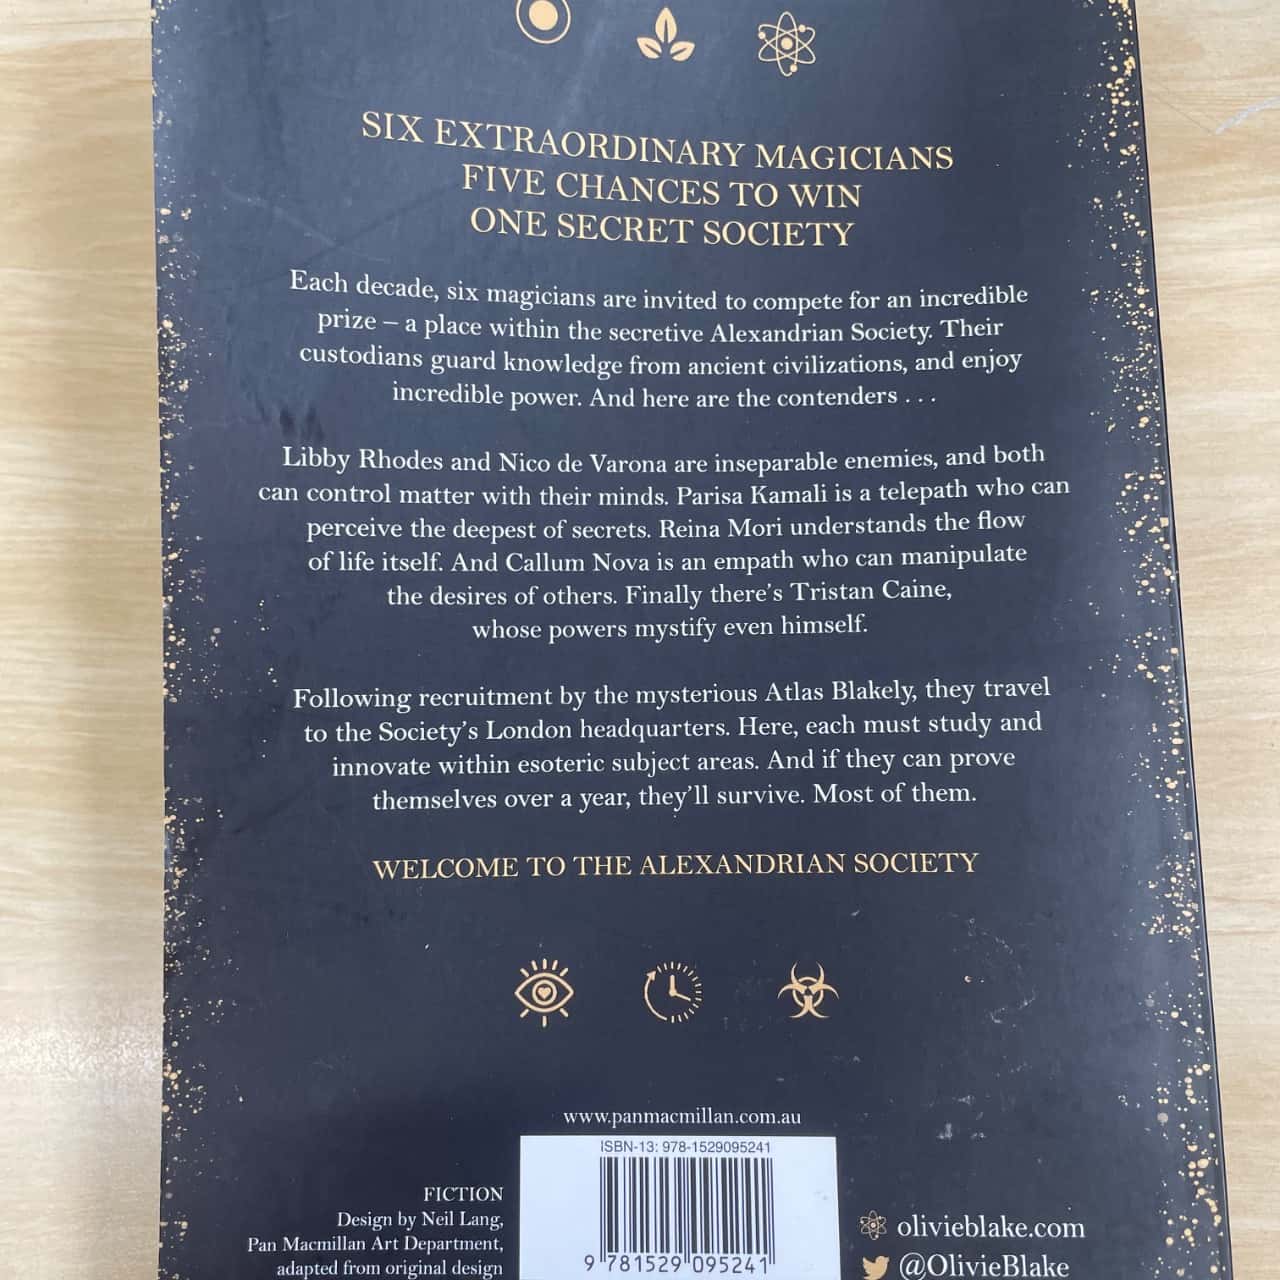 SIX EXTRAORDINARY MAGICIANS
FIVE CHANCES TO WIN
ONE SECRET SOCIETY
Each decade, six magicians are invited to compete for an incredible
prize – a place within the secretive Alexandrian Society. Their
custodians guard knowledge from ancient civilizations, and enjoy
incredible power. And here are the contenders . . .
Libby Rhodes and Nico de Varona are inseparable enemies, and both
can control matter with their minds. Parisa Kamali is a telepath who can
perceive the deepest of secrets. Reina Mori understands the flow
of life itself. And Callum Nova is an empath who can manipulate
the desires of others. Finally there's Tristan Caine,
whose powers mystify even himself.
Following recruitment by the mysterious Atlas Blakely, they travel
to the Society's London headquarters. Here, each must study and
innovate within esoteric subject areas. And if they can prove
themselves over a year, they'll survive. Most of them.
WELCOME TO THE ALEXANDRIAN SOCIETY
www.panmacmillan.com.au
ISBN-13: 978-1529095241
9 781529 095241
FICTION
Design by Neil Lang,
Pan Macmillan Art Department,
adapted from original design
olivieblake.com
@OlivieBlake